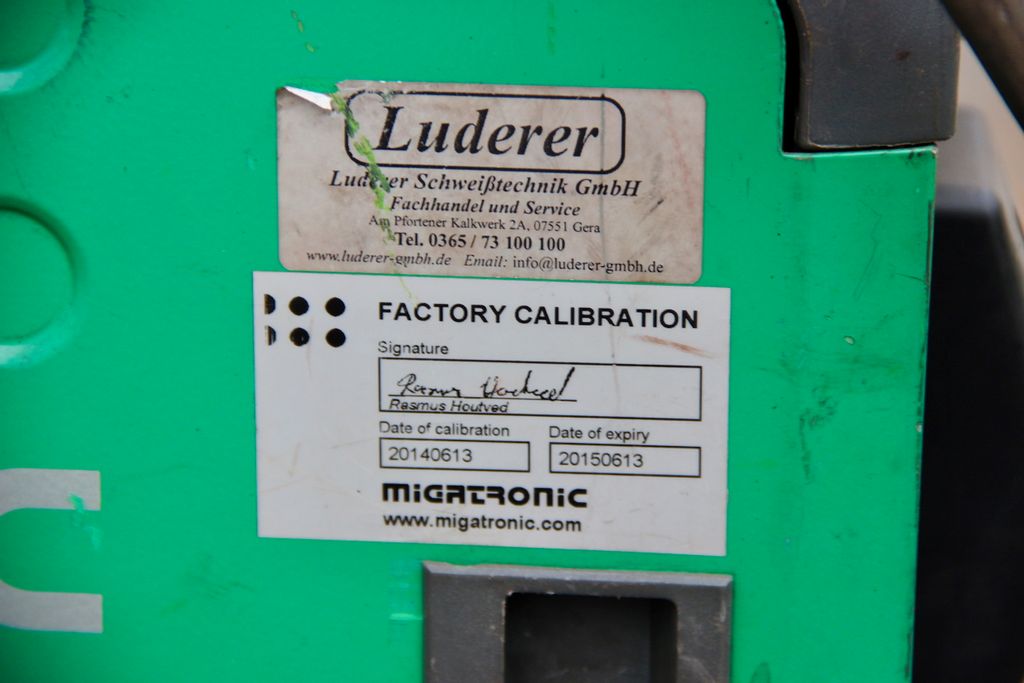 Luderer
Luderer Schweißtechnik GmbH
Fachhandel und Service
Am Pfortener Kalkwerk 2A, 07551 Gera
Tel. 0365 / 73 100 100
www.luderer-gmbh.de Email: info@luderer-gmbh.de
FACTORY CALIBRATION
Signature
Rasmus Houtved
Date of calibration Date of expiry
20140613 20150613
MIGATRONIC
www.migatronic.com